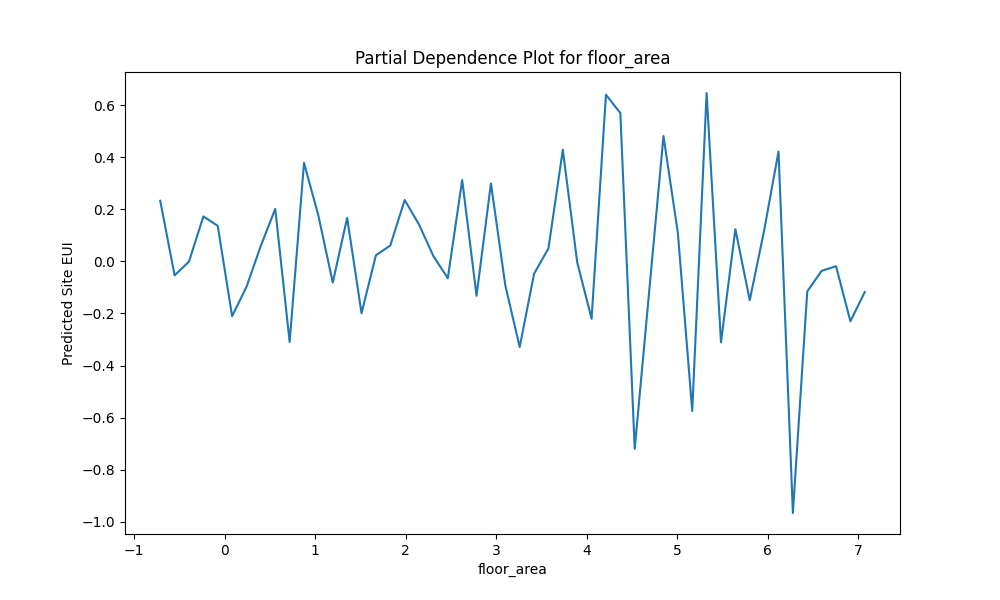 Partial Dependence Plot for floor_area
Predicted Site EUI
0.6
0.4
0.2
0.0
−0.2
−0.4
−0.6
−0.8
−1.0
−1 0 1 2 3 4 5 6 7
floor_area